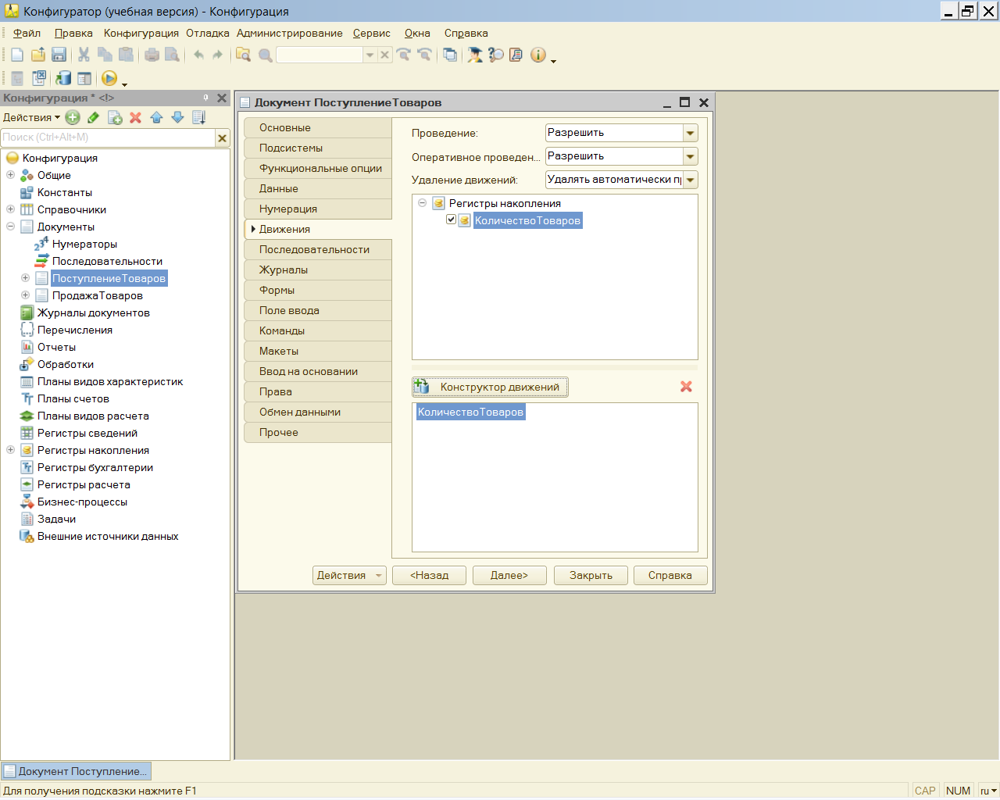 Конфигуратор (учебная версия) - Конфигурация
Файл Правка Конфигурация Отладка Администрирование Сервис Окна Справка
Конфигурация * <!>
Действия
Поиск (Ctrl+Alt+M)
Конфигурация
Общие
Константы
Справочники
Документы
Нумераторы
Последовательности
ПоступлениеТоваров
ПродажаТоваров
Журналы документов
Перечисления
Отчеты
Обработки
Планы видов характеристик
Планы счетов
Планы видов расчета
Регистры сведений
Регистры накопления
Регистры бухгалтерии
Регистры расчета
Бизнес-процессы
Задачи
Внешние источники данных
Документ ПоступлениеТоваров
Основные
Подсистемы
Функциональные опции
Данные
Нумерация
Движения
Последовательности
Журналы
Формы
Поле ввода
Команды
Макеты
Ввод на основании
Права
Обмен данными
Прочее
Проведение: Разрешить
Оперативное проведен... Разрешить
Удаление движений: Удалять автоматически
Регистры накопления
КоличествоТоваров
Конструктор движений
КоличествоТоваров
Действия <Назад Далее> Закрыть Справка
Документ Поступление...
Для получения подсказки нажмите F1 CAP NUM ru